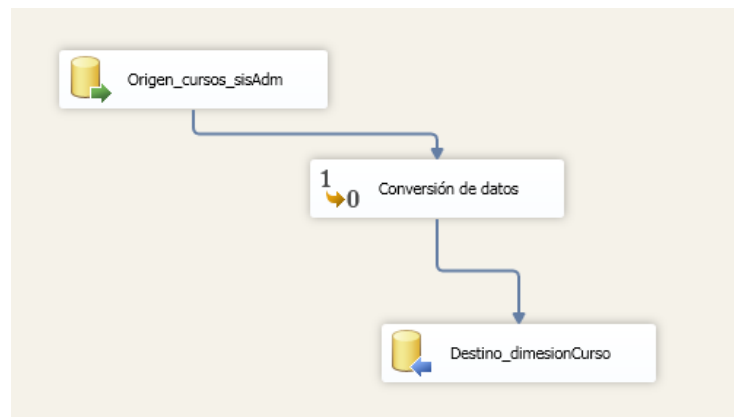 Origen_cursos_sisAdm
1
0
Conversión de datos
Destino_dimesionCurso